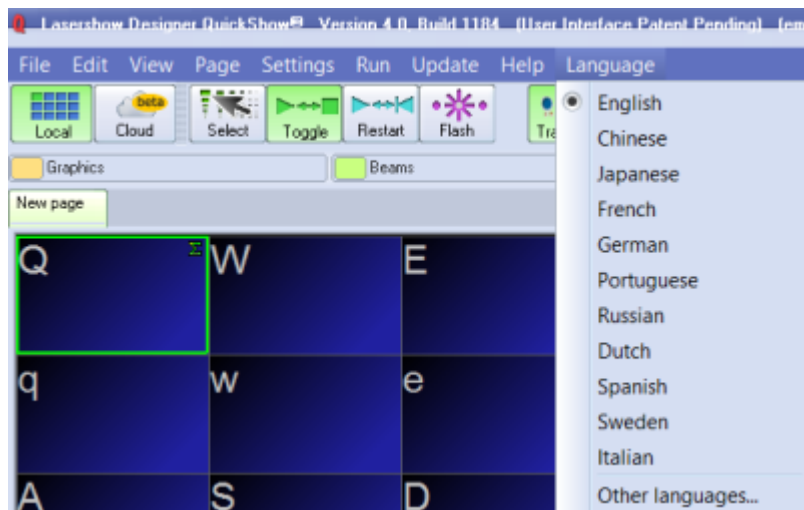 Lasershow Designer QuickShow® Version 4.0, Build 1184 (User Interface Patent Pending) (em
File Edit View Page Settings Run Update Help Language
beta
Local Cloud Select Toggle Restart Flash Tra
Graphics Beams
New page
Q Σ W E
q w e
A S D
English
Chinese
Japanese
French
German
Portuguese
Russian
Dutch
Spanish
Sweden
Italian
Other languages...